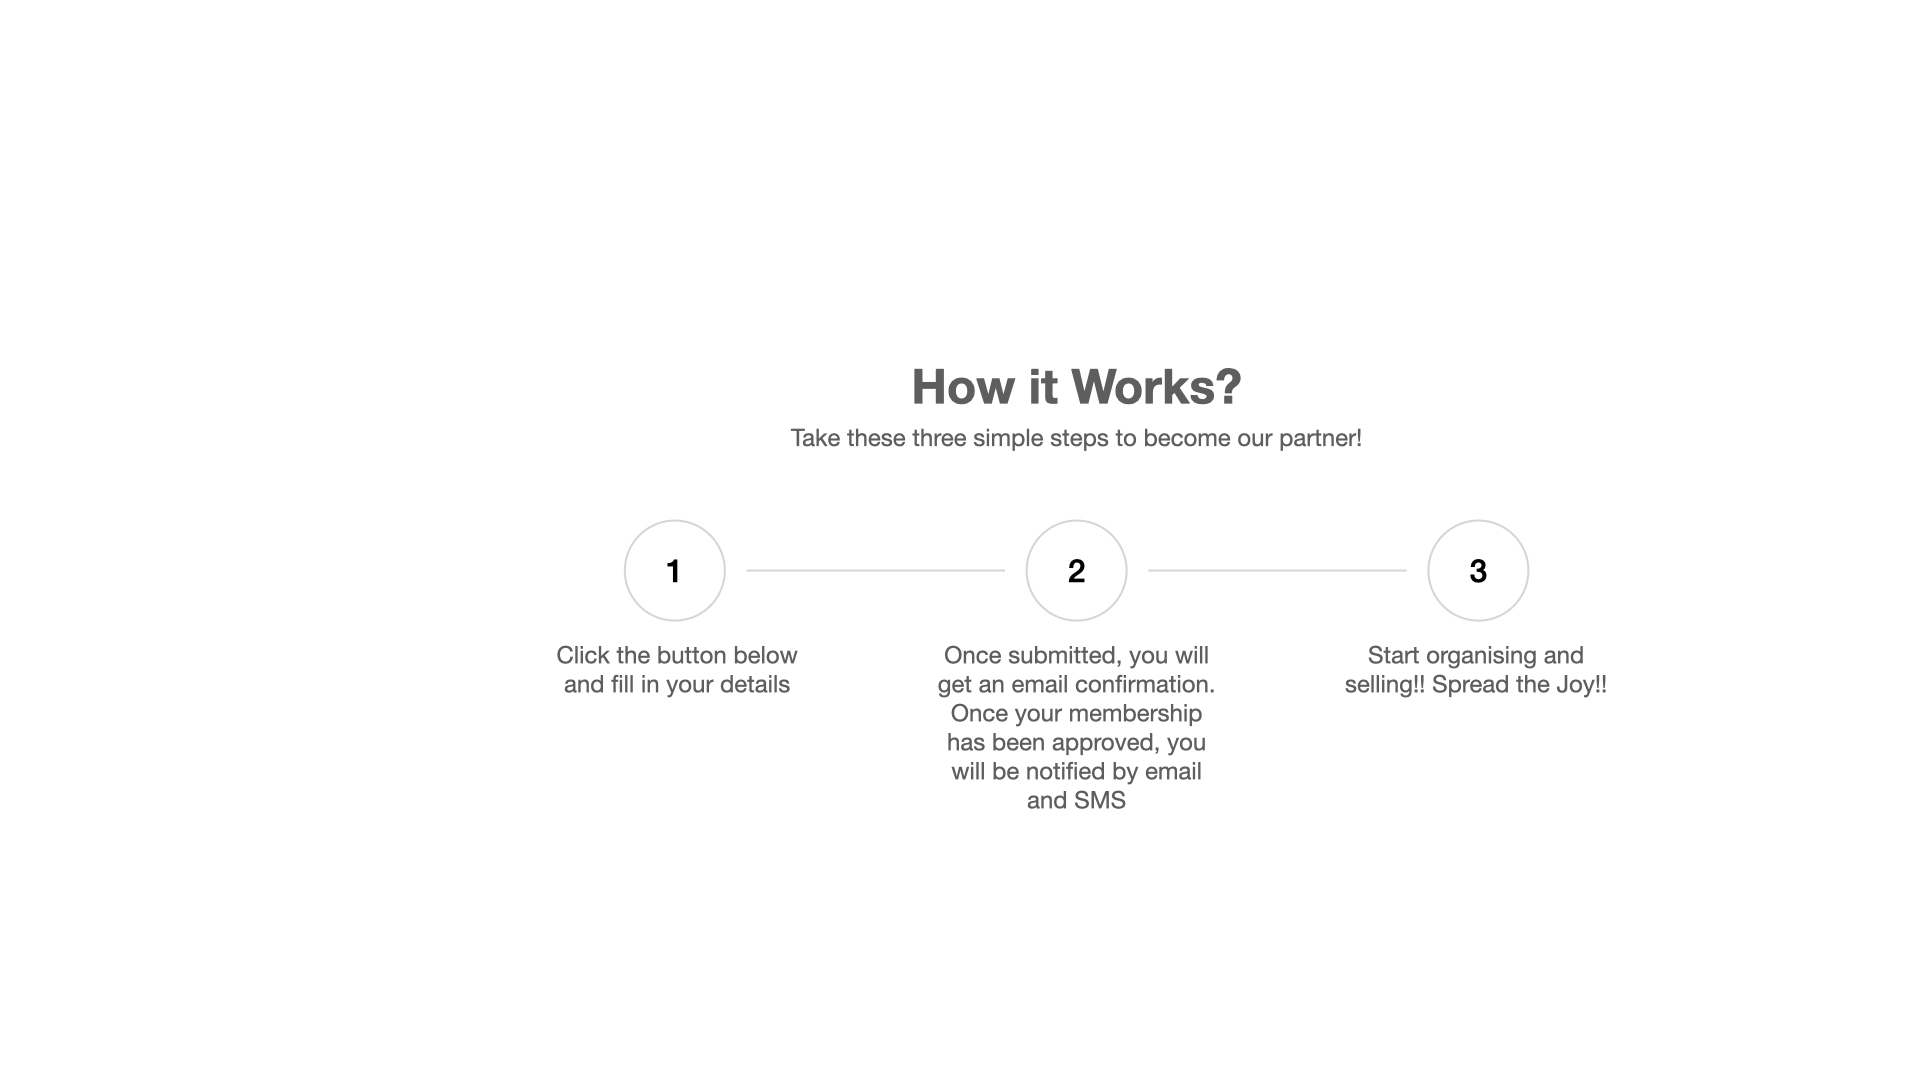 How it Works?
Take these three simple steps to become our partner!
1
2
3
Click the button below
and fill in your details
Once submitted, you will
get an email confirmation.
Once your membership
has been approved, you
will be notified by email
and SMS
Start organising and
selling!! Spread the Joy!!